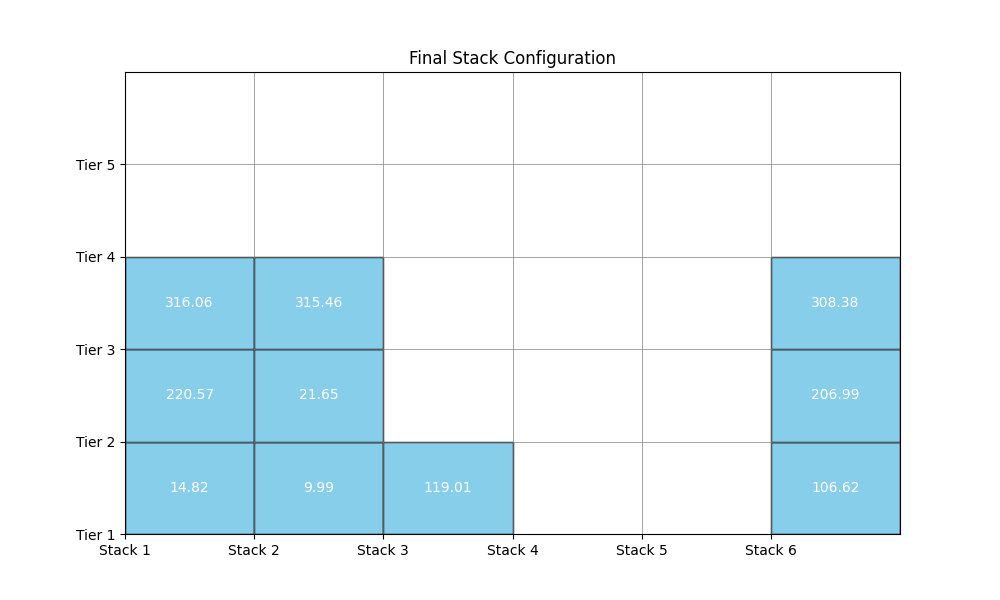 Final Stack Configuration
Tier 5
Tier 4
316.06 315.46 308.38
Tier 3
220.57 21.65 206.99
Tier 2
14.82 9.99 119.01 106.62
Tier 1
Stack 1 Stack 2 Stack 3 Stack 4 Stack 5 Stack 6